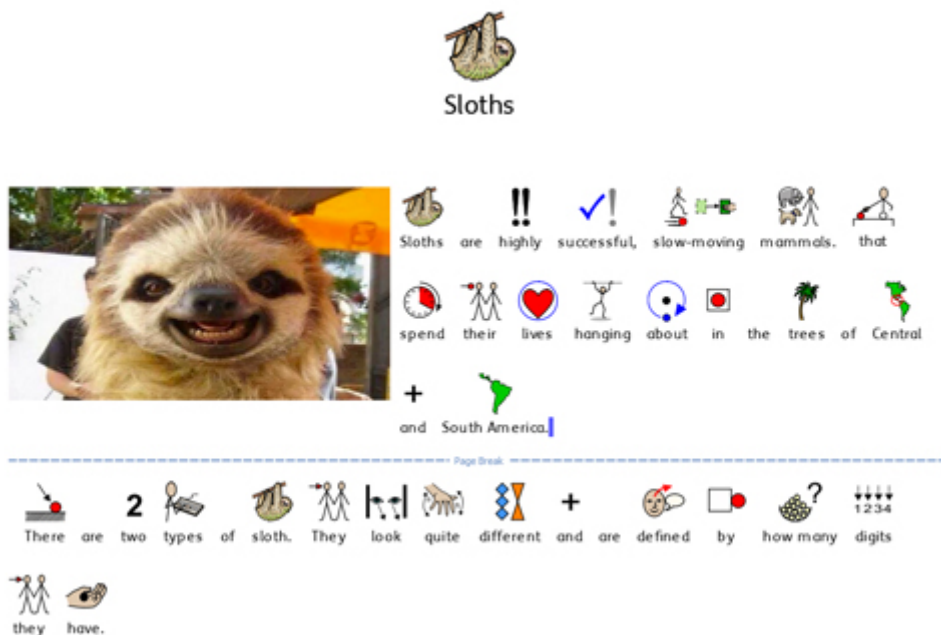 Sloths
Sloths are highly successful, slow-moving mammals. that
spend their lives hanging about in the trees of Central
+
and South America.
Page Break
2 + ? 1234
There are two types of sloth. They look quite different and are defined by how many digits
they have.